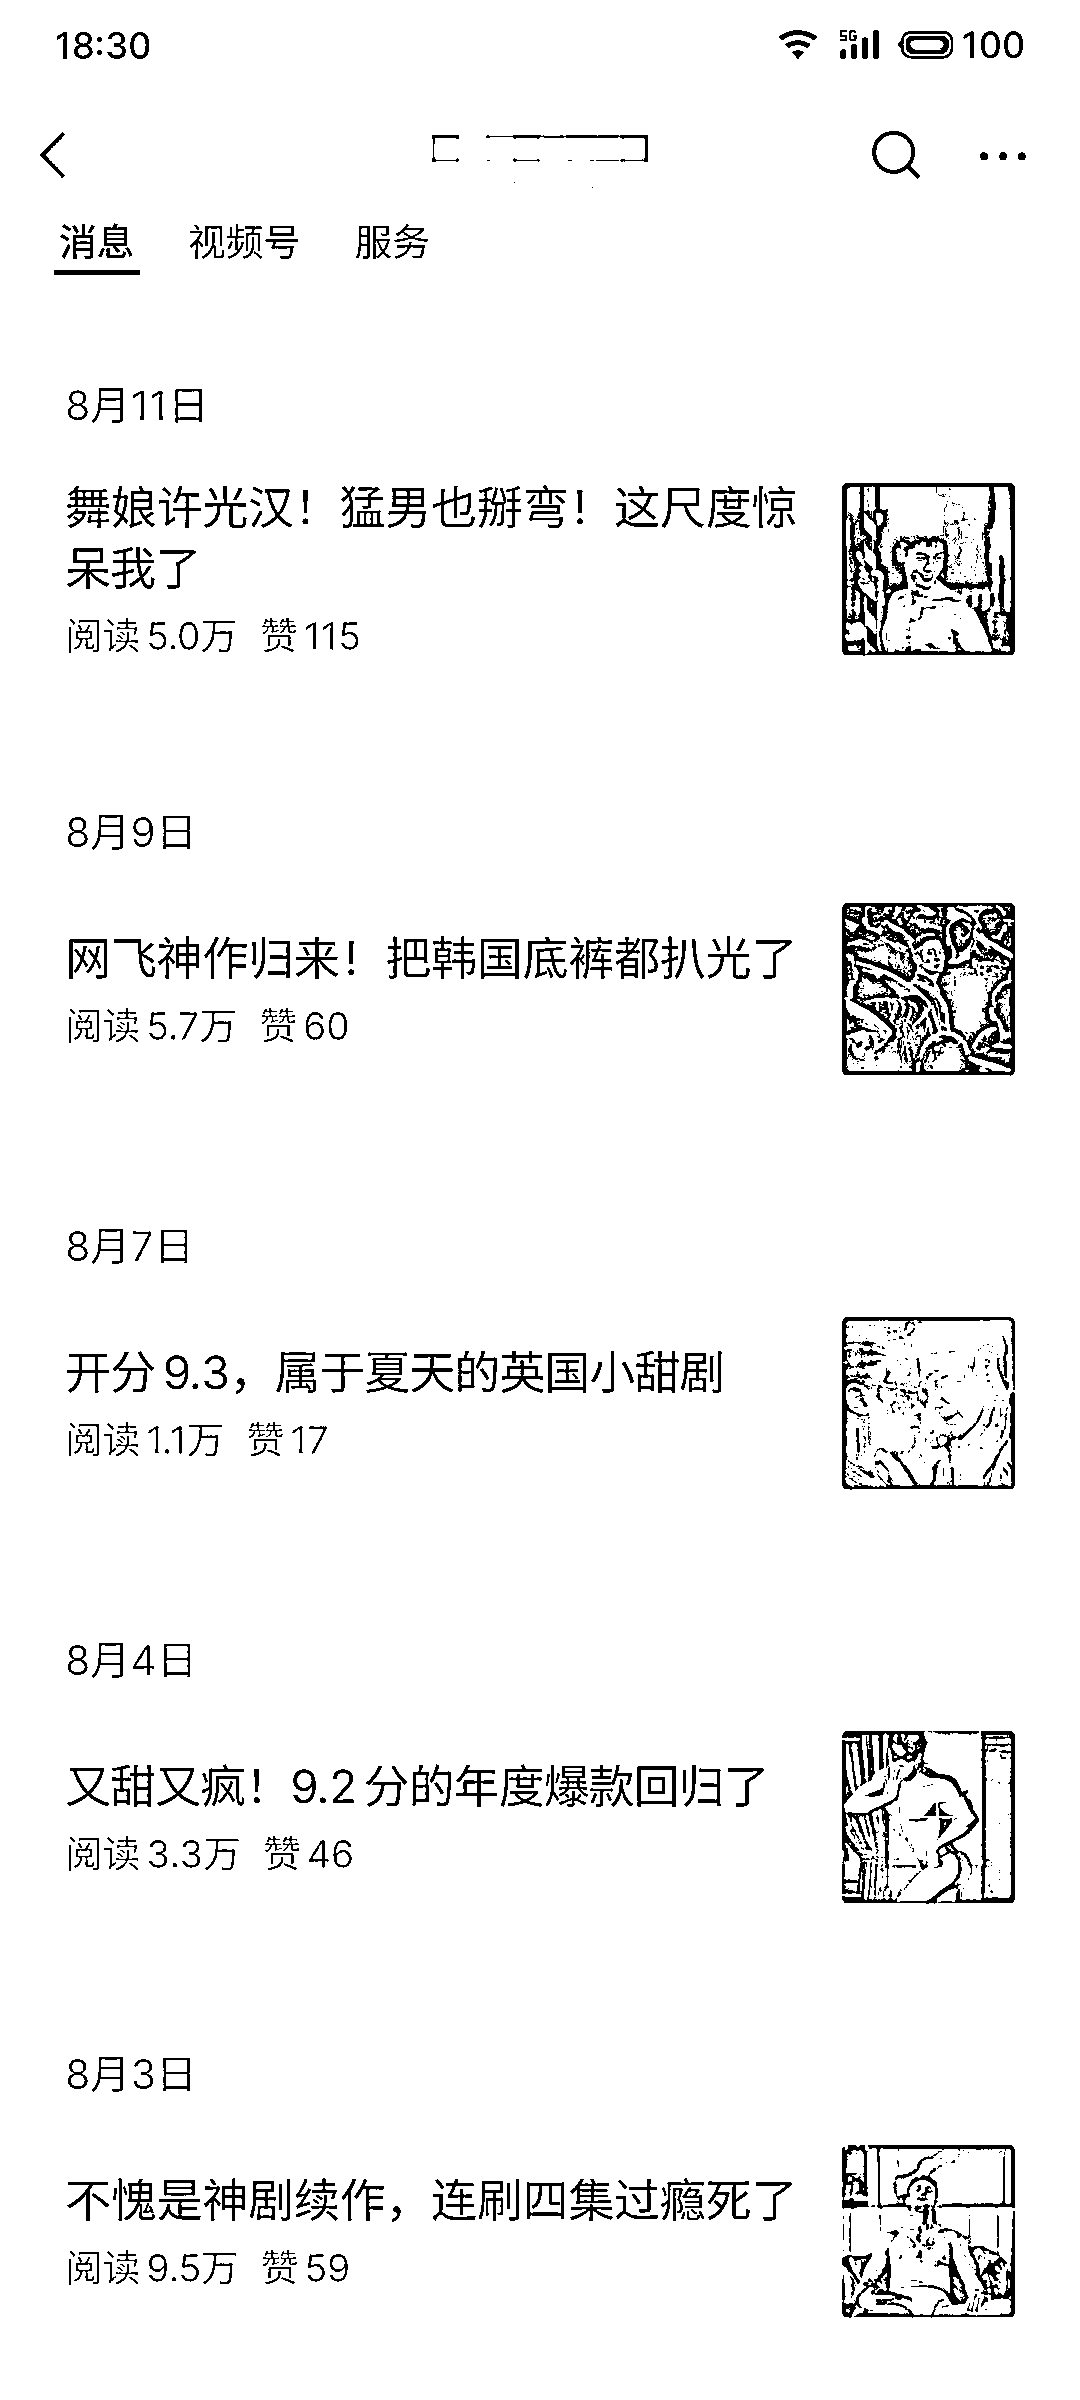 18:30
5G 100
消息 视频号 服务
8月11日
舞娘许光汉！猛男也掰弯！这尺度惊
呆我了
阅读 5.0万 赞 115
8月9日
网飞神作归来！把韩国底裤都扒光了
阅读 5.7万 赞 60
8月7日
开分 9.3，属于夏天的英国小甜剧
阅读 1.1万 赞 17
8月4日
又甜又疯！9.2 分的年度爆款回归了
阅读 3.3万 赞 46
8月3日
不愧是神剧续作，连刷四集过瘾死了
阅读 9.5万 赞 59